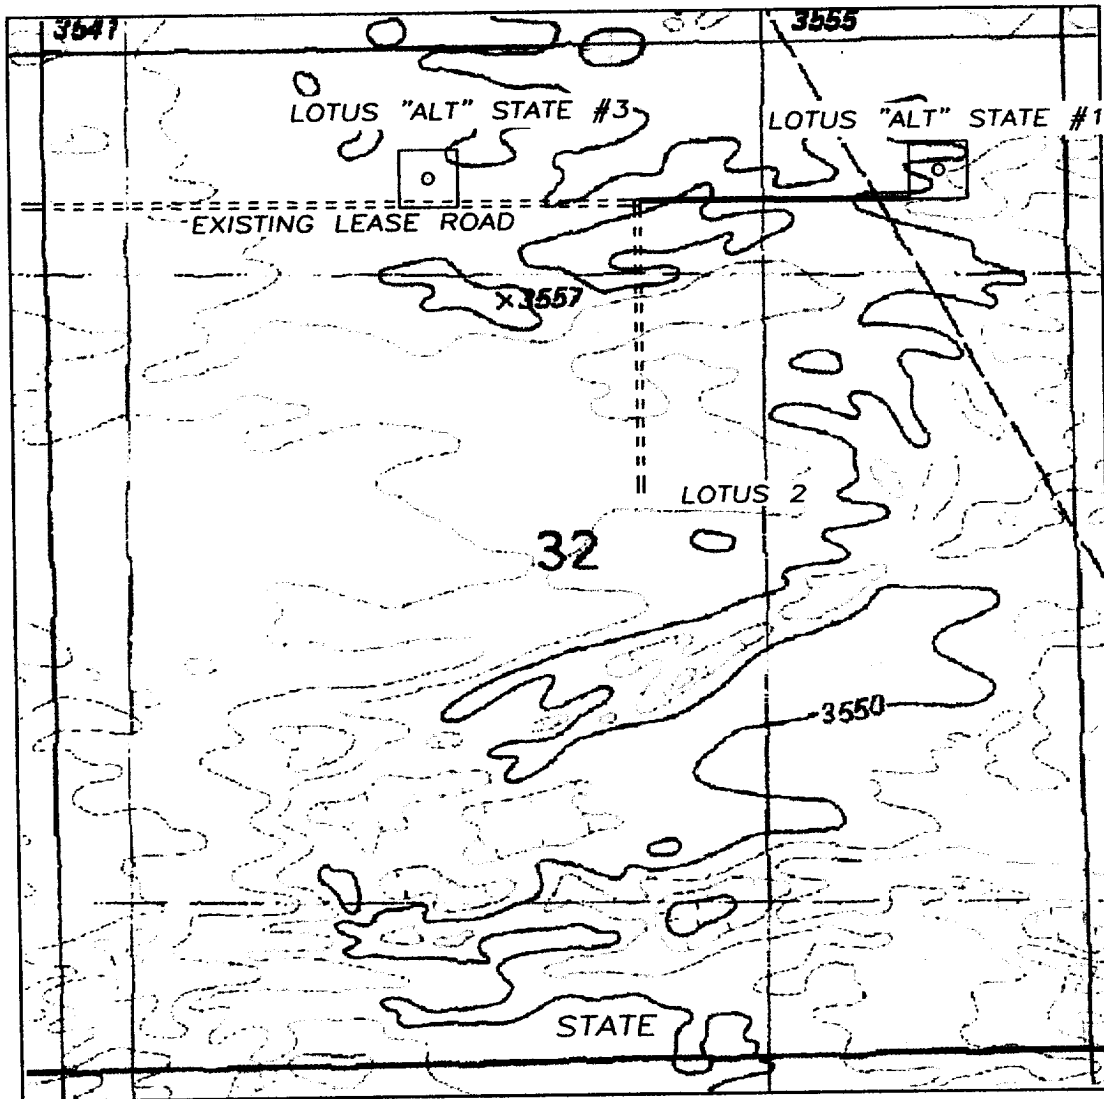 3541
3555
LOTUS "ALT" STATE #3
LOTUS "ALT" STATE #1
EXISTING LEASE ROAD
×3557
LOTUS 2
32
3550
STATE